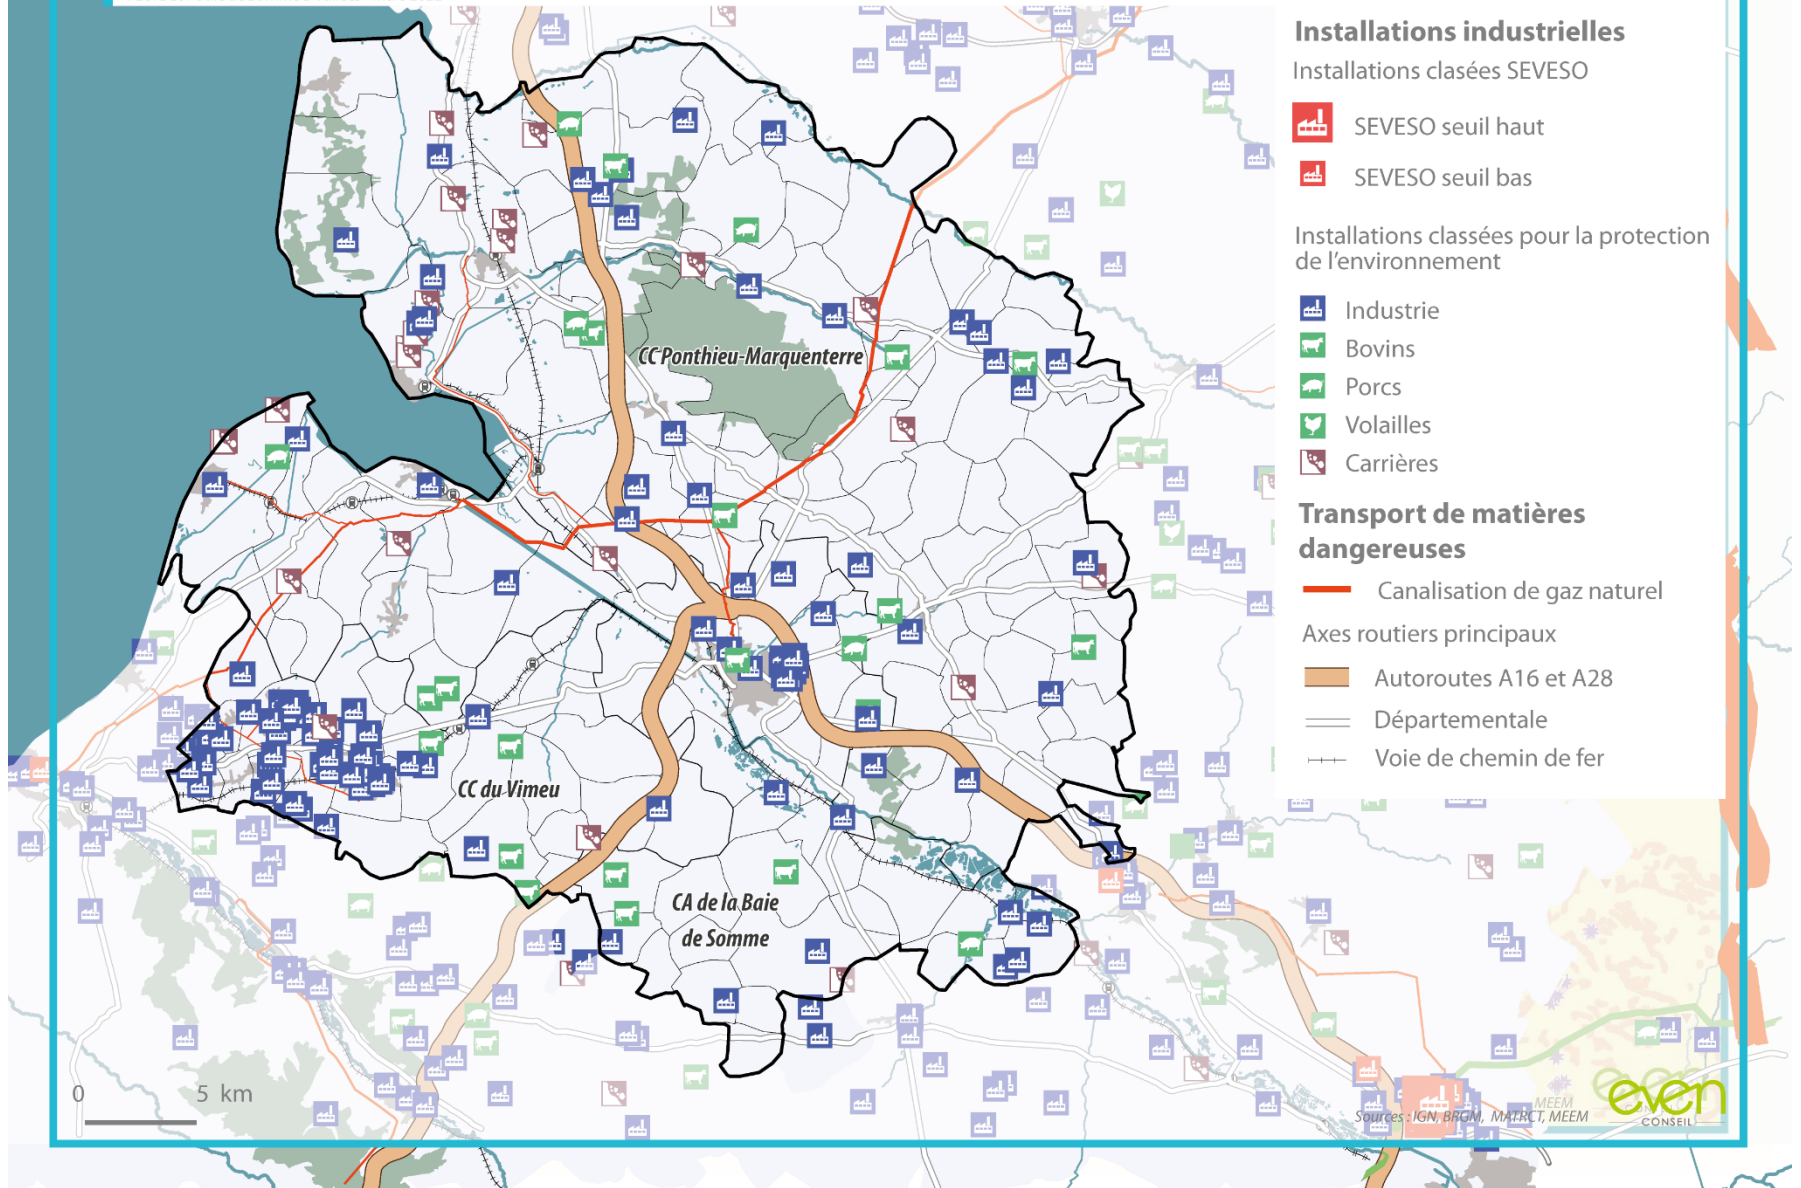 Installations industrielles
Installations clasées SEVESO
SEVESO seuil haut
SEVESO seuil bas
Installations classées pour la protection
de l'environnement
Industrie
Bovins
Porcs
Volailles
Carrières
Transport de matières
dangereuses
Canalisation de gaz naturel
Axes routiers principaux
Autoroutes A16 et A28
Départementale
Voie de chemin de fer
CC Ponthieu-Marquenterre
CC du Vimeu
CA de la Baie
de Somme
0 5 km
MEEM
Sources : IGN, BRGM, MATRCT, MEEM
even
CONSEIL